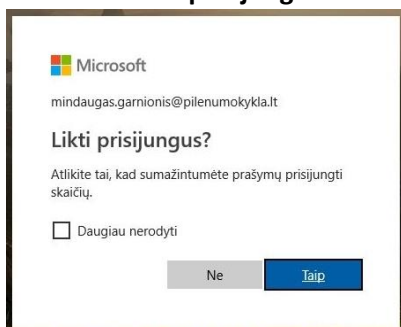 Microsoft
mindaugas.garnionis@pilenumokykla.lt
Likti prisijungus?
Atlikite tai, kad sumažintumėte prašymų prisijungti
skaičių.
Daugiau nerodyti
Ne
Taip